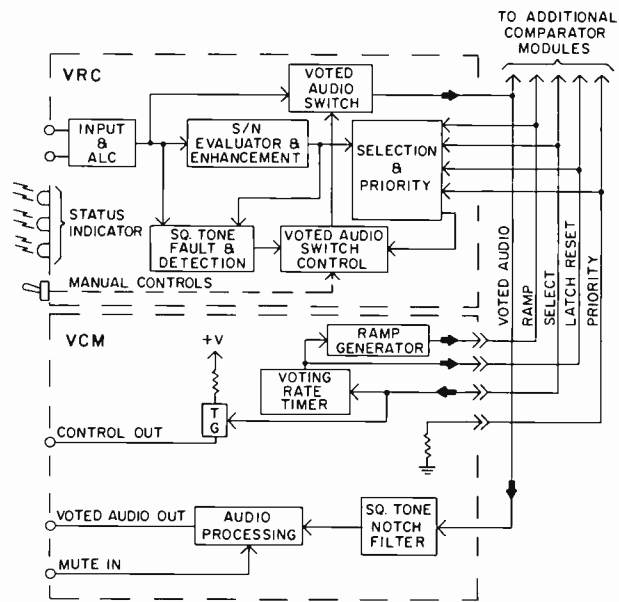 TO ADDITIONAL
COMPARATOR
MODULES
VRC
VOTED
AUDIO
SWITCH
INPUT
&
ALC
S/N
EVALUATOR &
ENHANCEMENT
SELECTION
&
PRIORITY
STATUS
INDICATOR
SQ. TONE
FAULT &
DETECTION
VOTED AUDIO
SWITCH
CONTROL
MANUAL CONTROLS
VOTED AUDIO
RAMP
SELECT
LATCH RESET
PRIORITY
VCM
+V
RAMP
GENERATOR
VOTING
RATE
TIMER
TG
CONTROL OUT
VOTED AUDIO OUT
AUDIO
PROCESSING
SQ. TONE
NOTCH
FILTER
MUTE IN